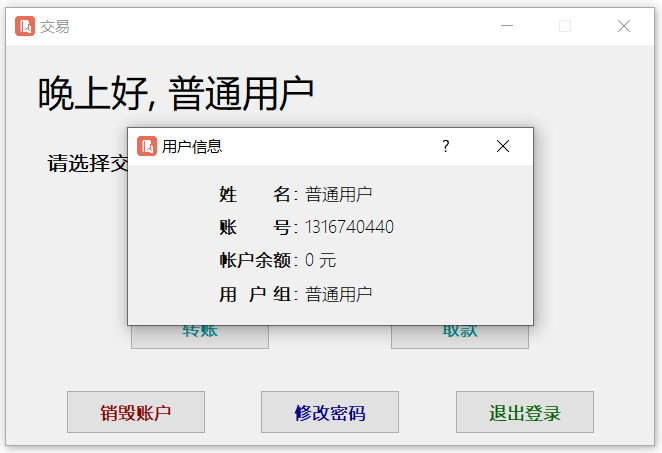 交易
晚上好, 普通用户
请选择交
用户信息
?
姓 名: 普通用户
账 号: 1316740440
帐户余额: 0 元
用 户 组: 普通用户
转账 取款
销毁账户 修改密码 退出登录